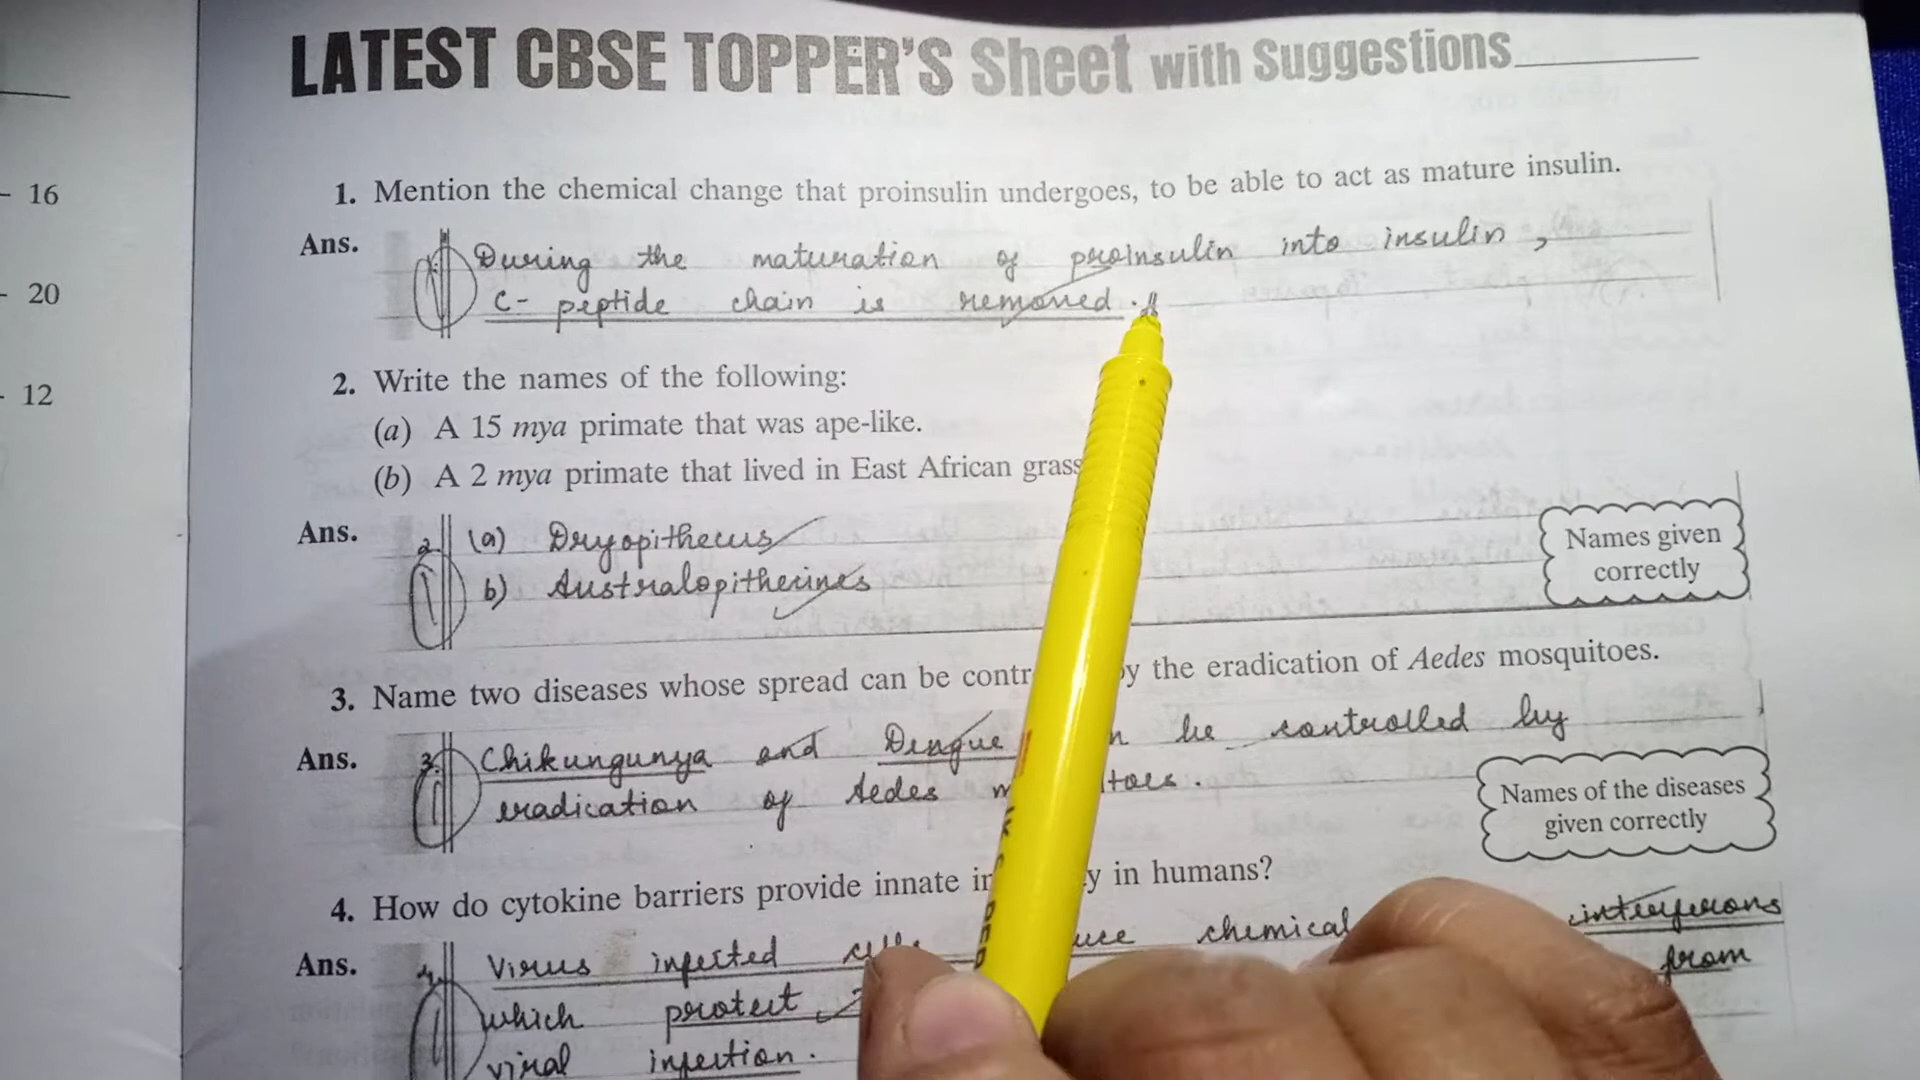 LATEST CBSE TOPPER'S Sheet with Suggestions
- 16
1. Mention the chemical change that proinsulin undergoes, to be able to act as mature insulin.
Ans. During the maturation of proinsulin into insulin,
C- peptide chain is removed.
- 20
2. Write the names of the following:
- 12
(a) A 15 mya primate that was ape-like.
(b) A 2 mya primate that lived in East African grass
Ans. 2. (a) Dryopithecus
b) Australopithecines
Names given
correctly
3. Name two diseases whose spread can be contr y the eradication of Aedes mosquitoes.
Ans. 3. Chikungunya and Dengue n be controlled by
eradication of Aedes m toes.
Names of the diseases
given correctly
4. How do cytokine barriers provide innate i y in humans?
Ans. 4. Virus infected cells uce chemical interferons
which protect from
viral infection.